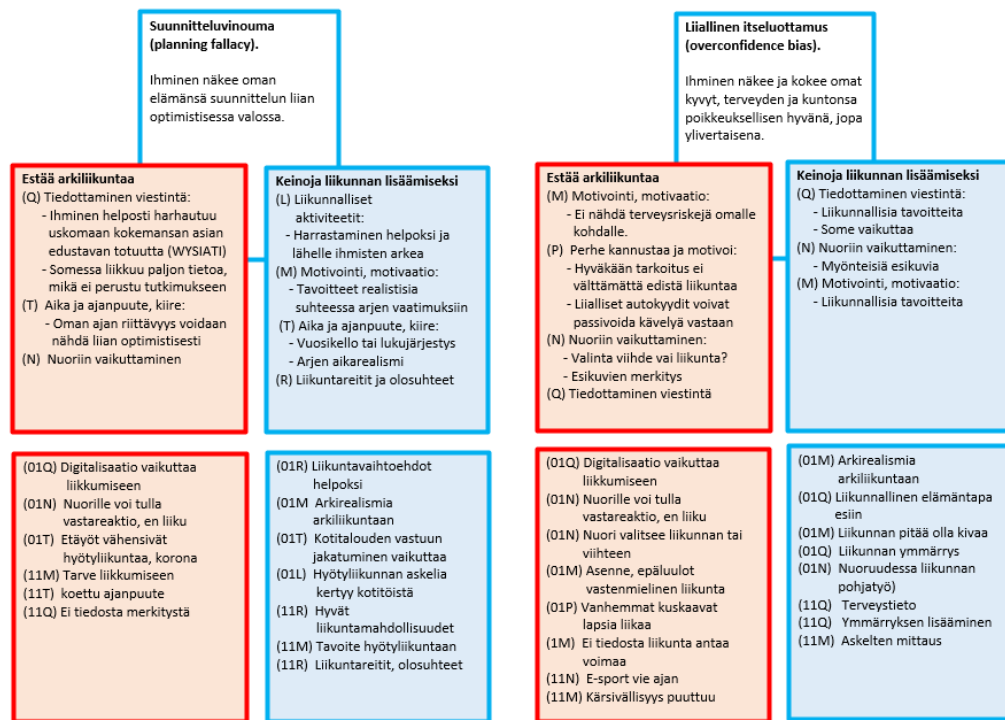 Suunnitteluvinouma
(planning fallacy).
Ihminen näkee oman
elämänsä suunnittelun liian
optimistisessa valossa.
Estää arkiliikuntaa
(Q) Tiedottaminen viestintä:
- Ihminen helposti harhautuu
uskomaan kokemansan asian
edustavan totuutta (WYSIATI)
- Somessa liikkuu paljon tietoa,
mikä ei perustu tutkimukseen
(T) Aika ja ajanpuute, kiire:
- Oman ajan riittävyys voidaan
nähdä liian optimistisesti
(N) Nuoriin vaikuttaminen
Keinoja liikunnan lisäämiseksi
(L) Liikunnalliset
aktiviteetit:
- Harrastaminen helpoksi ja
lähelle ihmisten arkea
(M) Motivointi, motivaatio:
- Tavoitteet realistisia
suhteessa arjen vaatimuksiin
(T) Aika ja ajanpuute, kiire:
- Vuosikello tai lukujärjestys
- Arjen aikarealismi
(R) Liikuntareitit ja olosuhteet
(01Q) Digitalisaatio vaikuttaa
liikkumiseen
(01N) Nuorille voi tulla
vastareaktio, en liiku
(01T) Etäyöt vähensivät
hyötyliikuntaa, korona
(11M) Tarve liikkumiseen
(11T) koettu ajanpuute
(11Q) Ei tiedosta merkitystä
(01R) Liikuntavaihtoehdot
helpoksi
(01M Arkirealismia
arkiliikuntaan
(01T) Kotitalouden vastuun
jakatuminen vaikuttaa
(01L) Hyötyliikunnan askelia
kertyy kotitöistä
(11R) Hyvät
liikuntamahdollisuudet
(11M) Tavoite hyötyliikuntaan
(11R) Liikuntareitit, olosuhteet
Liiallinen itseluottamus
(overconfidence bias).
Ihminen näkee ja kokee omat
kyvyt, terveyden ja kuntonsa
poikkeuksellisen hyvänä, jopa
ylivertaisena.
Estää arkiliikuntaa
(M) Motivointi, motivaatio:
- Ei nähdä terveysriskejä omalle
kohdalle.
(P) Perhe kannustaa ja motivoi:
- Hyväkään tarkoitus ei
välttämättä edistä liikuntaa
- Liialliset autokyydit voivat
passivoida kävelyä vastaan
(N) Nuoriin vaikuttaminen:
- Valinta viihde vai liikunta?
- Esikuvien merkitys
(Q) Tiedottaminen viestintä
Keinoja liikunnan lisäämiseksi
(Q) Tiedottaminen viestintä:
- Liikunnallisia tavoitteita
- Some vaikuttaa
(N) Nuoriin vaikuttaminen:
- Myönteisiä esikuvia
(M) Motivointi, motivaatio:
- Liikunnallisia tavoitteita
(01Q) Digitalisaatio vaikuttaa
liikkumiseen
(01N) Nuorille voi tulla
vastareaktio, en liiku
(01N) Nuori valitsee liikunnan tai
viihteen
(01M) Asenne, epäluulot
vastenmielinen liikunta
(01P) Vanhemmat kuskaavat
lapsia liikaa
(1M) Ei tiedosta liikunta antaa
voimaa
(11N) E-sport vie ajan
(11M) Kärsivällisyys puuttuu
(01M) Arkirealismia
arkiliikuntaan
(01Q) Liikunnallinen elämäntapa
esiin
(01M) Liikunnan pitää olla kivaa
(01Q) Liikunnan ymmärrys
(01N) Nuoruudessa liikunnan
pohjatyö)
(11Q) Terveystieto
(11Q) Ymmärryksen lisääminen
(11M) Askelten mittaus